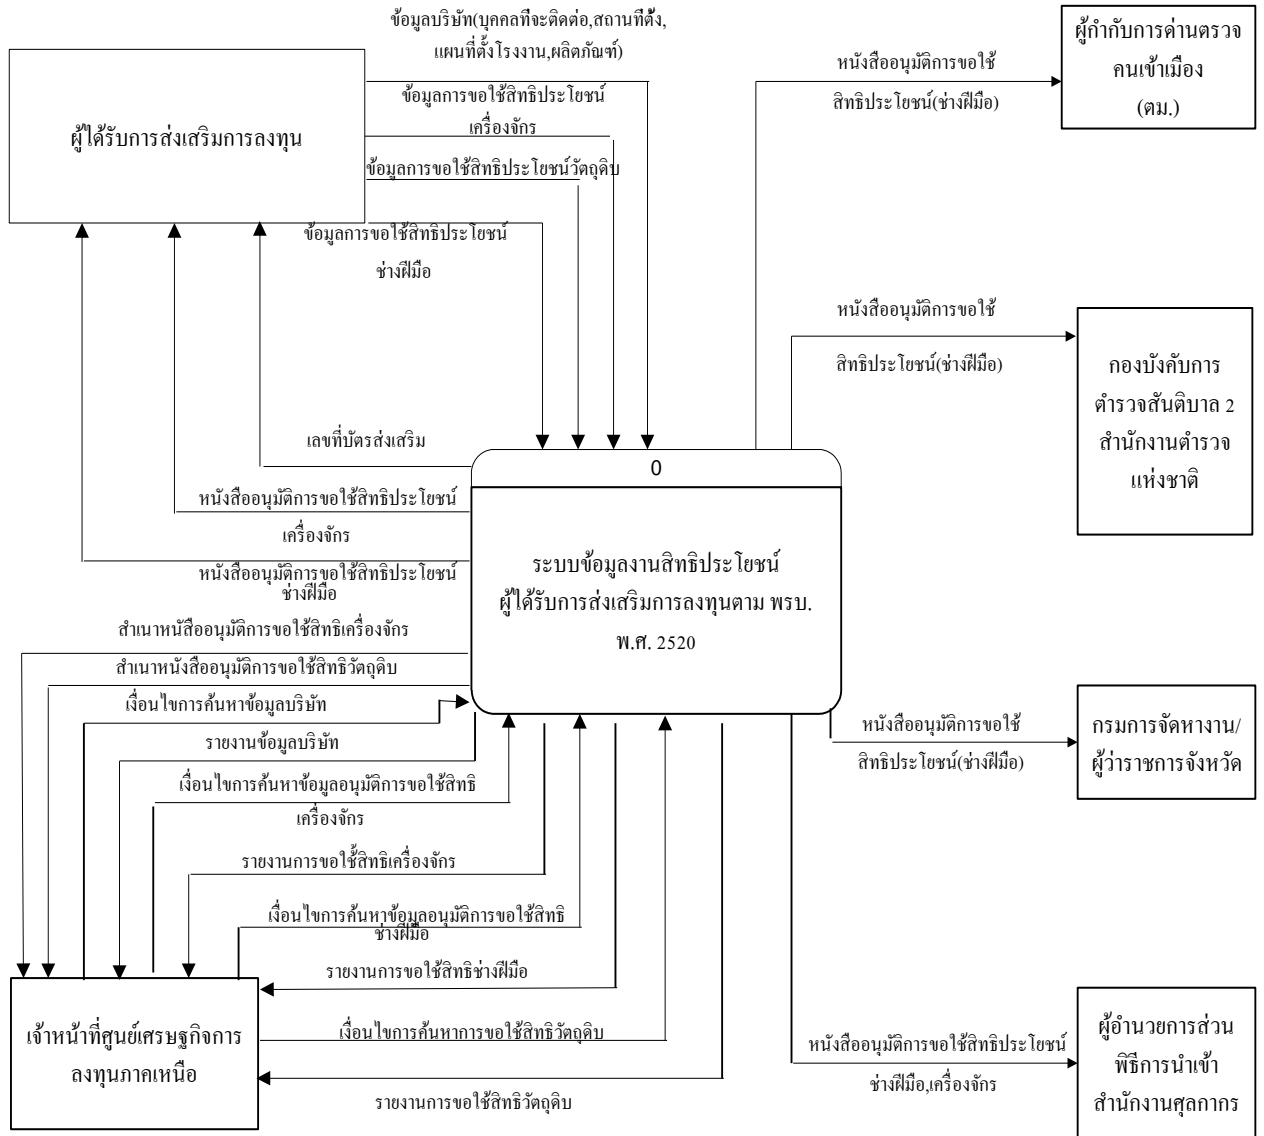 ข้อมูลบริษัท(บุคคลที่จะติดต่อ,สถานที่ตั้ง,
แผนที่ตั้งโรงงาน,ผลิตภัณฑ์)
ผู้ได้รับการส่งเสริมการลงทุน
ข้อมูลการขอใช้สิทธิประโยชน์
เครื่องจักร
ข้อมูลการขอใช้สิทธิประโยชน์วัตถุดิบ
ข้อมูลการขอใช้สิทธิประโยชน์
ช่างฝีมือ
หนังสืออนุมัติการขอใช้
สิทธิประโยชน์(ช่างฝีมือ)
ผู้กำกับการด่านตรวจ
คนเข้าเมือง
(ตม.)
หนังสืออนุมัติการขอใช้
สิทธิประโยชน์(ช่างฝีมือ)
กองบังคับการ
ตำรวจสันติบาล 2
สำนักงานตำรวจ
แห่งชาติ
เลขที่บัตรส่งเสริม
หนังสืออนุมัติการขอใช้สิทธิประโยชน์
เครื่องจักร
หนังสืออนุมัติการขอใช้สิทธิประโยชน์
ช่างฝีมือ
0
ระบบข้อมูลงานสิทธิประโยชน์
ผู้ได้รับการส่งเสริมการลงทุนตาม พรบ.
พ.ศ. 2520
สำเนาหนังสืออนุมัติการขอใช้สิทธิเครื่องจักร
สำเนาหนังสืออนุมัติการขอใช้สิทธิวัตถุดิบ
เงื่อนไขการค้นหาข้อมูลบริษัท
รายงานข้อมูลบริษัท
เงื่อนไขการค้นหาข้อมูลอนุมัติการขอใช้สิทธิ
เครื่องจักร
รายงานการขอใช้สิทธิเครื่องจักร
เงื่อนไขการค้นหาข้อมูลอนุมัติการขอใช้สิทธิ
ช่างฝีมือ
รายงานการขอใช้สิทธิช่างฝีมือ
เงื่อนไขการค้นหาการขอใช้สิทธิวัตถุดิบ
รายงานการขอใช้สิทธิวัตถุดิบ
เจ้าหน้าที่ศูนย์เศรษฐกิจการ
ลงทุนภาคเหนือ
หนังสืออนุมัติการขอใช้
สิทธิประโยชน์(ช่างฝีมือ)
กรมการจัดหางาน/
ผู้ว่าราชการจังหวัด
หนังสืออนุมัติการขอใช้สิทธิประโยชน์
ช่างฝีมือ,เครื่องจักร
ผู้อำนวยการส่วน
พิธีการนำเข้า
สำนักงานศุลกากร